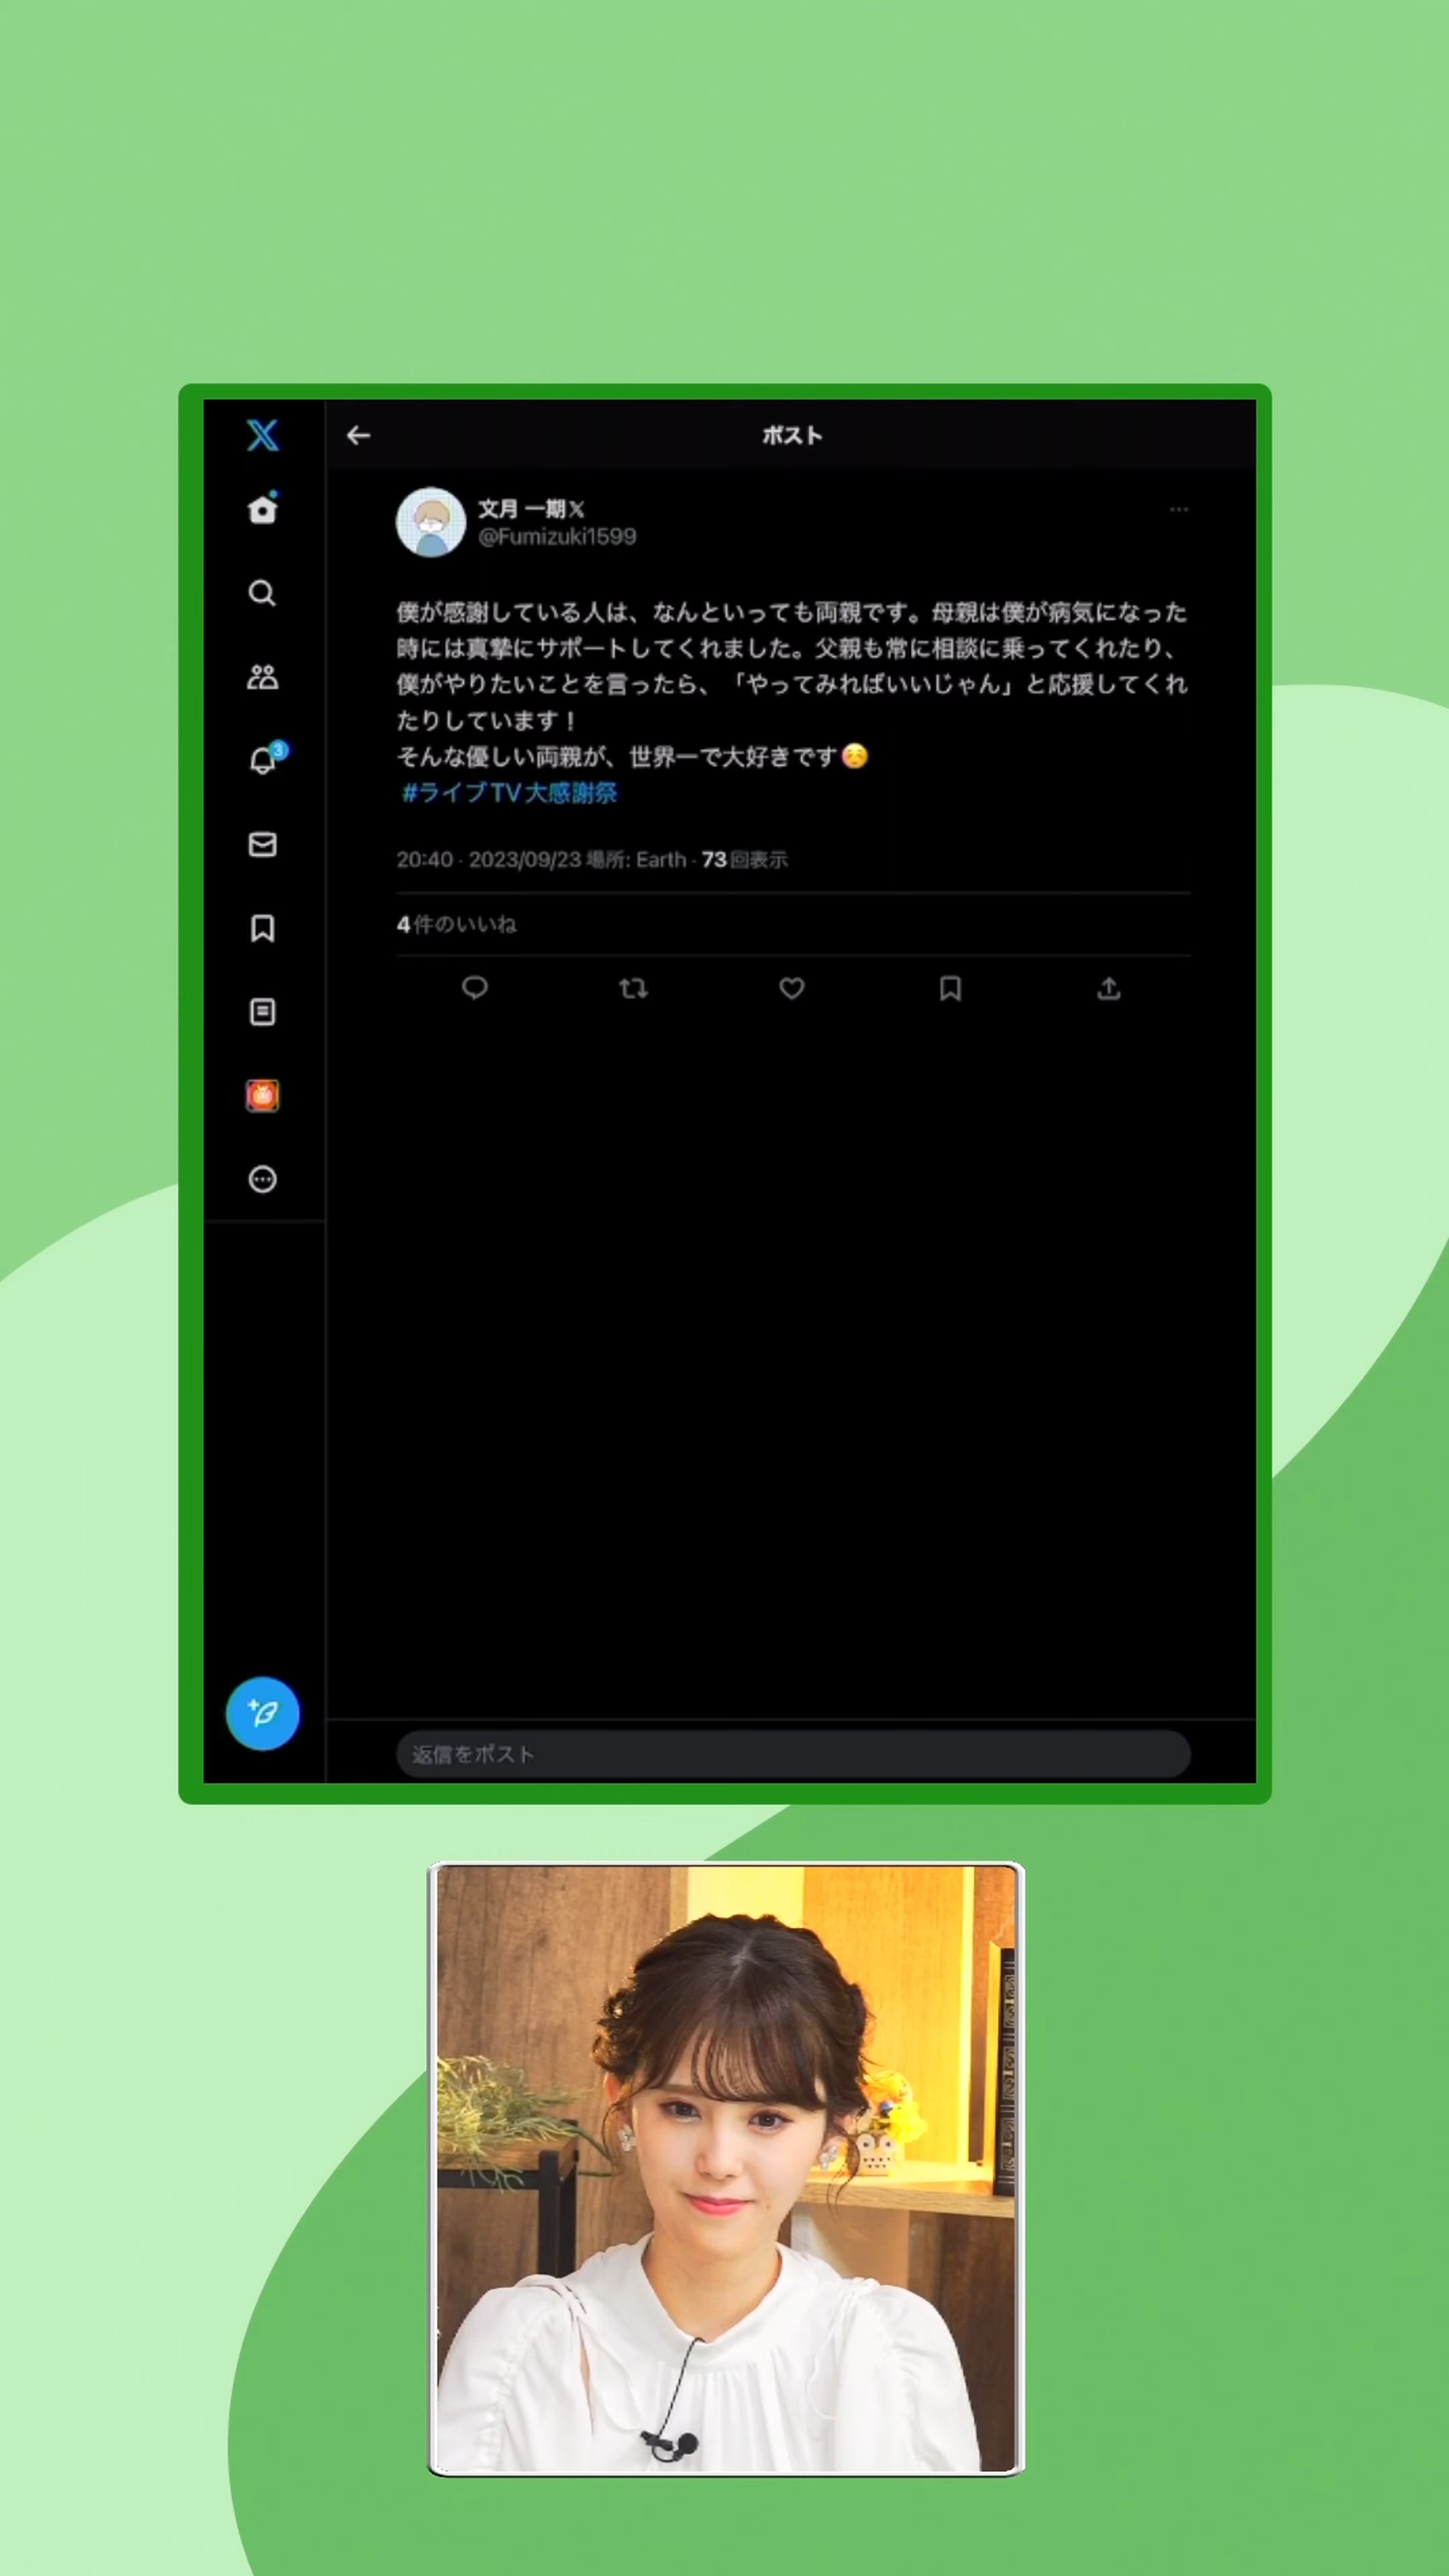 ポスト
文月 一期𝕏
@Fumizuki1599
僕が感謝している人は、なんといっても両親です。母親は僕が病気になった
時には真摯にサポートしてくれました。父親も常に相談に乗ってくれたり、
僕がやりたいことを言ったら、「やってみればいいじゃん」と応援してくれ
たりしています！
そんな優しい両親が、世界一で大好きです☺️
#ライブTV大感謝祭
20:40 · 2023/09/23 場所: Earth · 73回表示
4件のいいね
3
返信をポスト